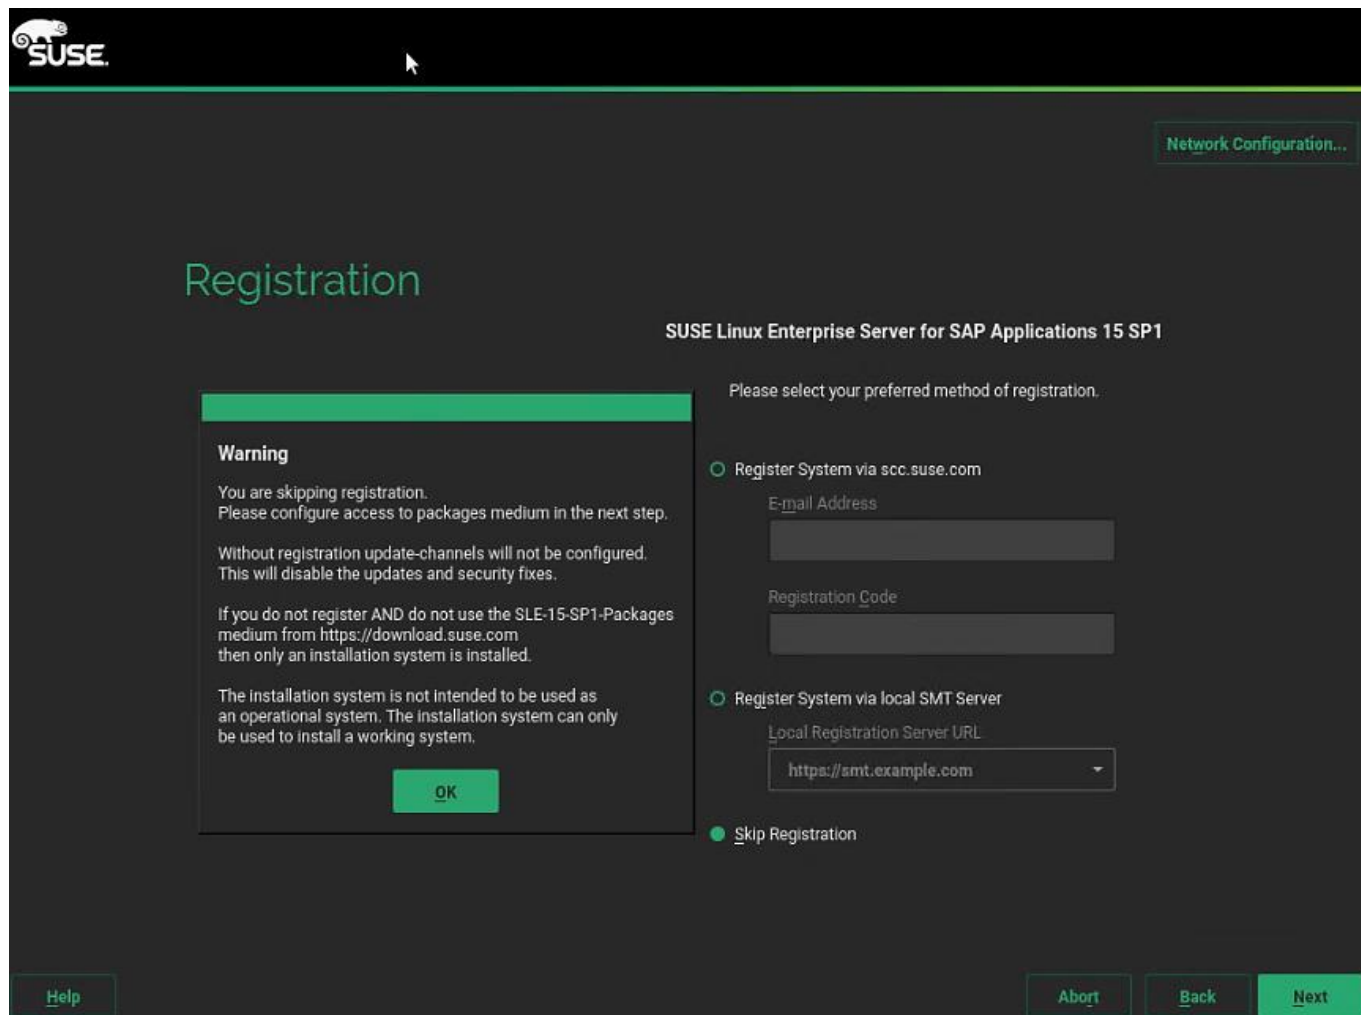 SUSE.
Network Configuration...
Registration
SUSE Linux Enterprise Server for SAP Applications 15 SP1
Please select your preferred method of registration.
Warning
You are skipping registration.
Please configure access to packages medium in the next step.
Without registration update-channels will not be configured.
This will disable the updates and security fixes.
If you do not register AND do not use the SLE-15-SP1-Packages
medium from https://download.suse.com
then only an installation system is installed.
The installation system is not intended to be used as
an operational system. The installation system can only
be used to install a working system.
OK
Register System via scc.suse.com
E-mail Address
Registration Code
Register System via local SMT Server
Local Registration Server URL
https://smt.example.com
Skip Registration
Help
Abort
Back
Next